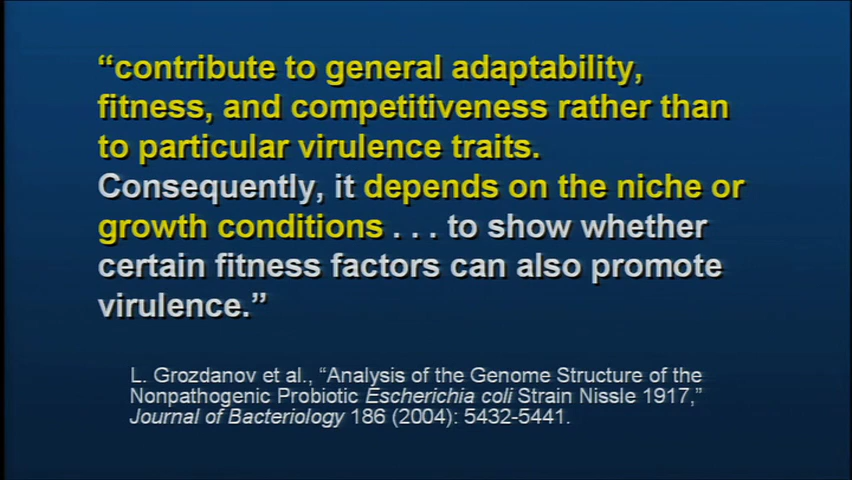 “contribute to general adaptability,
fitness, and competitiveness rather than
to particular virulence traits.
Consequently, it depends on the niche or
growth conditions . . . to show whether
certain fitness factors can also promote
virulence.”
L. Grozdanov et al., “Analysis of the Genome Structure of the
Nonpathogenic Probiotic Escherichia coli Strain Nissle 1917,”
Journal of Bacteriology 186 (2004): 5432-5441.